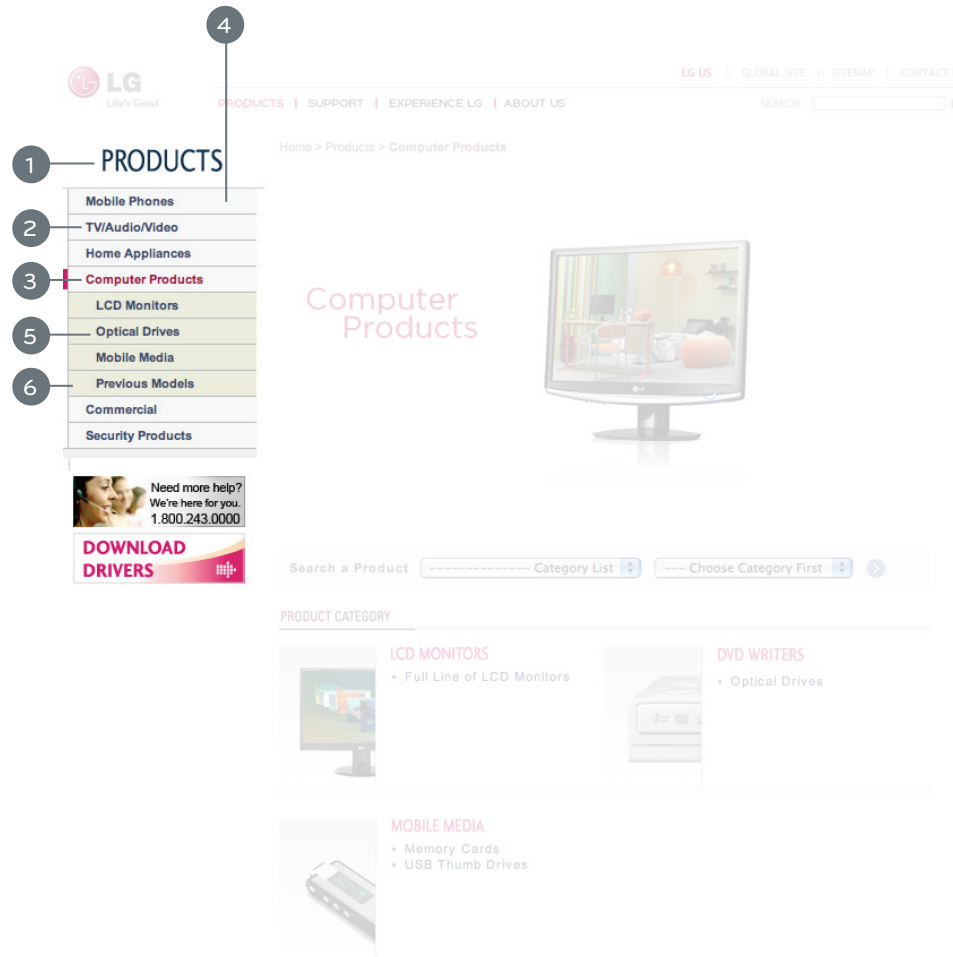 4
LG US | GLOBAL SITE | SITEMAP | CONTACT
LG
Life's Good
PRODUCTS | SUPPORT | EXPERIENCE LG | ABOUT US
SEARCH
Home > Products > Computer Products
1
PRODUCTS
Mobile Phones
2
TV/Audio/Video
Home Appliances
3
Computer Products
LCD Monitors
5
Optical Drives
Mobile Media
6
Previous Models
Commercial
Security Products
Computer
Products
Need more help?
We're here for you.
1.800.243.0000
DOWNLOAD
DRIVERS
Search a Product -------------- Category List --- Choose Category First
PRODUCT CATEGORY
LCD MONITORS
• Full Line of LCD Monitors
DVD WRITERS
• Optical Drives
MOBILE MEDIA
• Memory Cards
• USB Thumb Drives